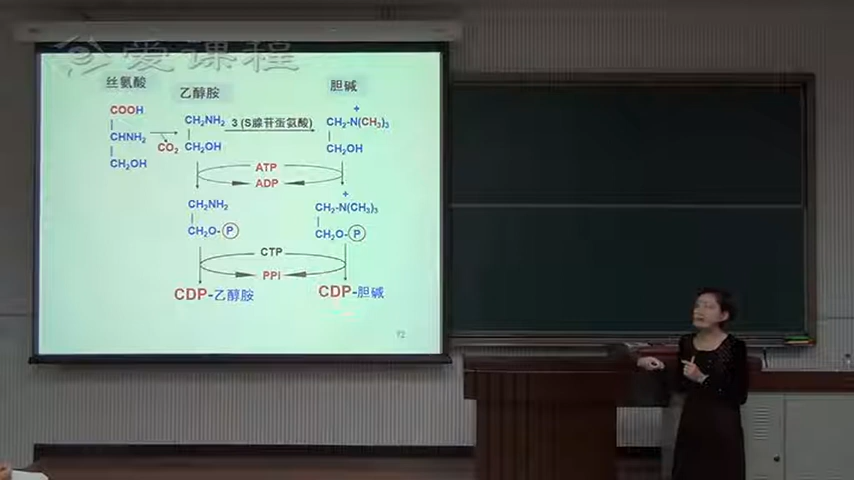 爱课程
丝氨酸 乙醇胺 胆碱
COOH
CHNH2
CH2OH
CO2
CH2NH2
CH2OH
3 (S腺苷蛋氨酸)
+
CH2-N(CH3)3
CH2OH
ATP
ADP
CH2NH2
CH2O-P
+
CH2-N(CH3)3
CH2O-P
CTP
PPi
CDP-乙醇胺 CDP-胆碱